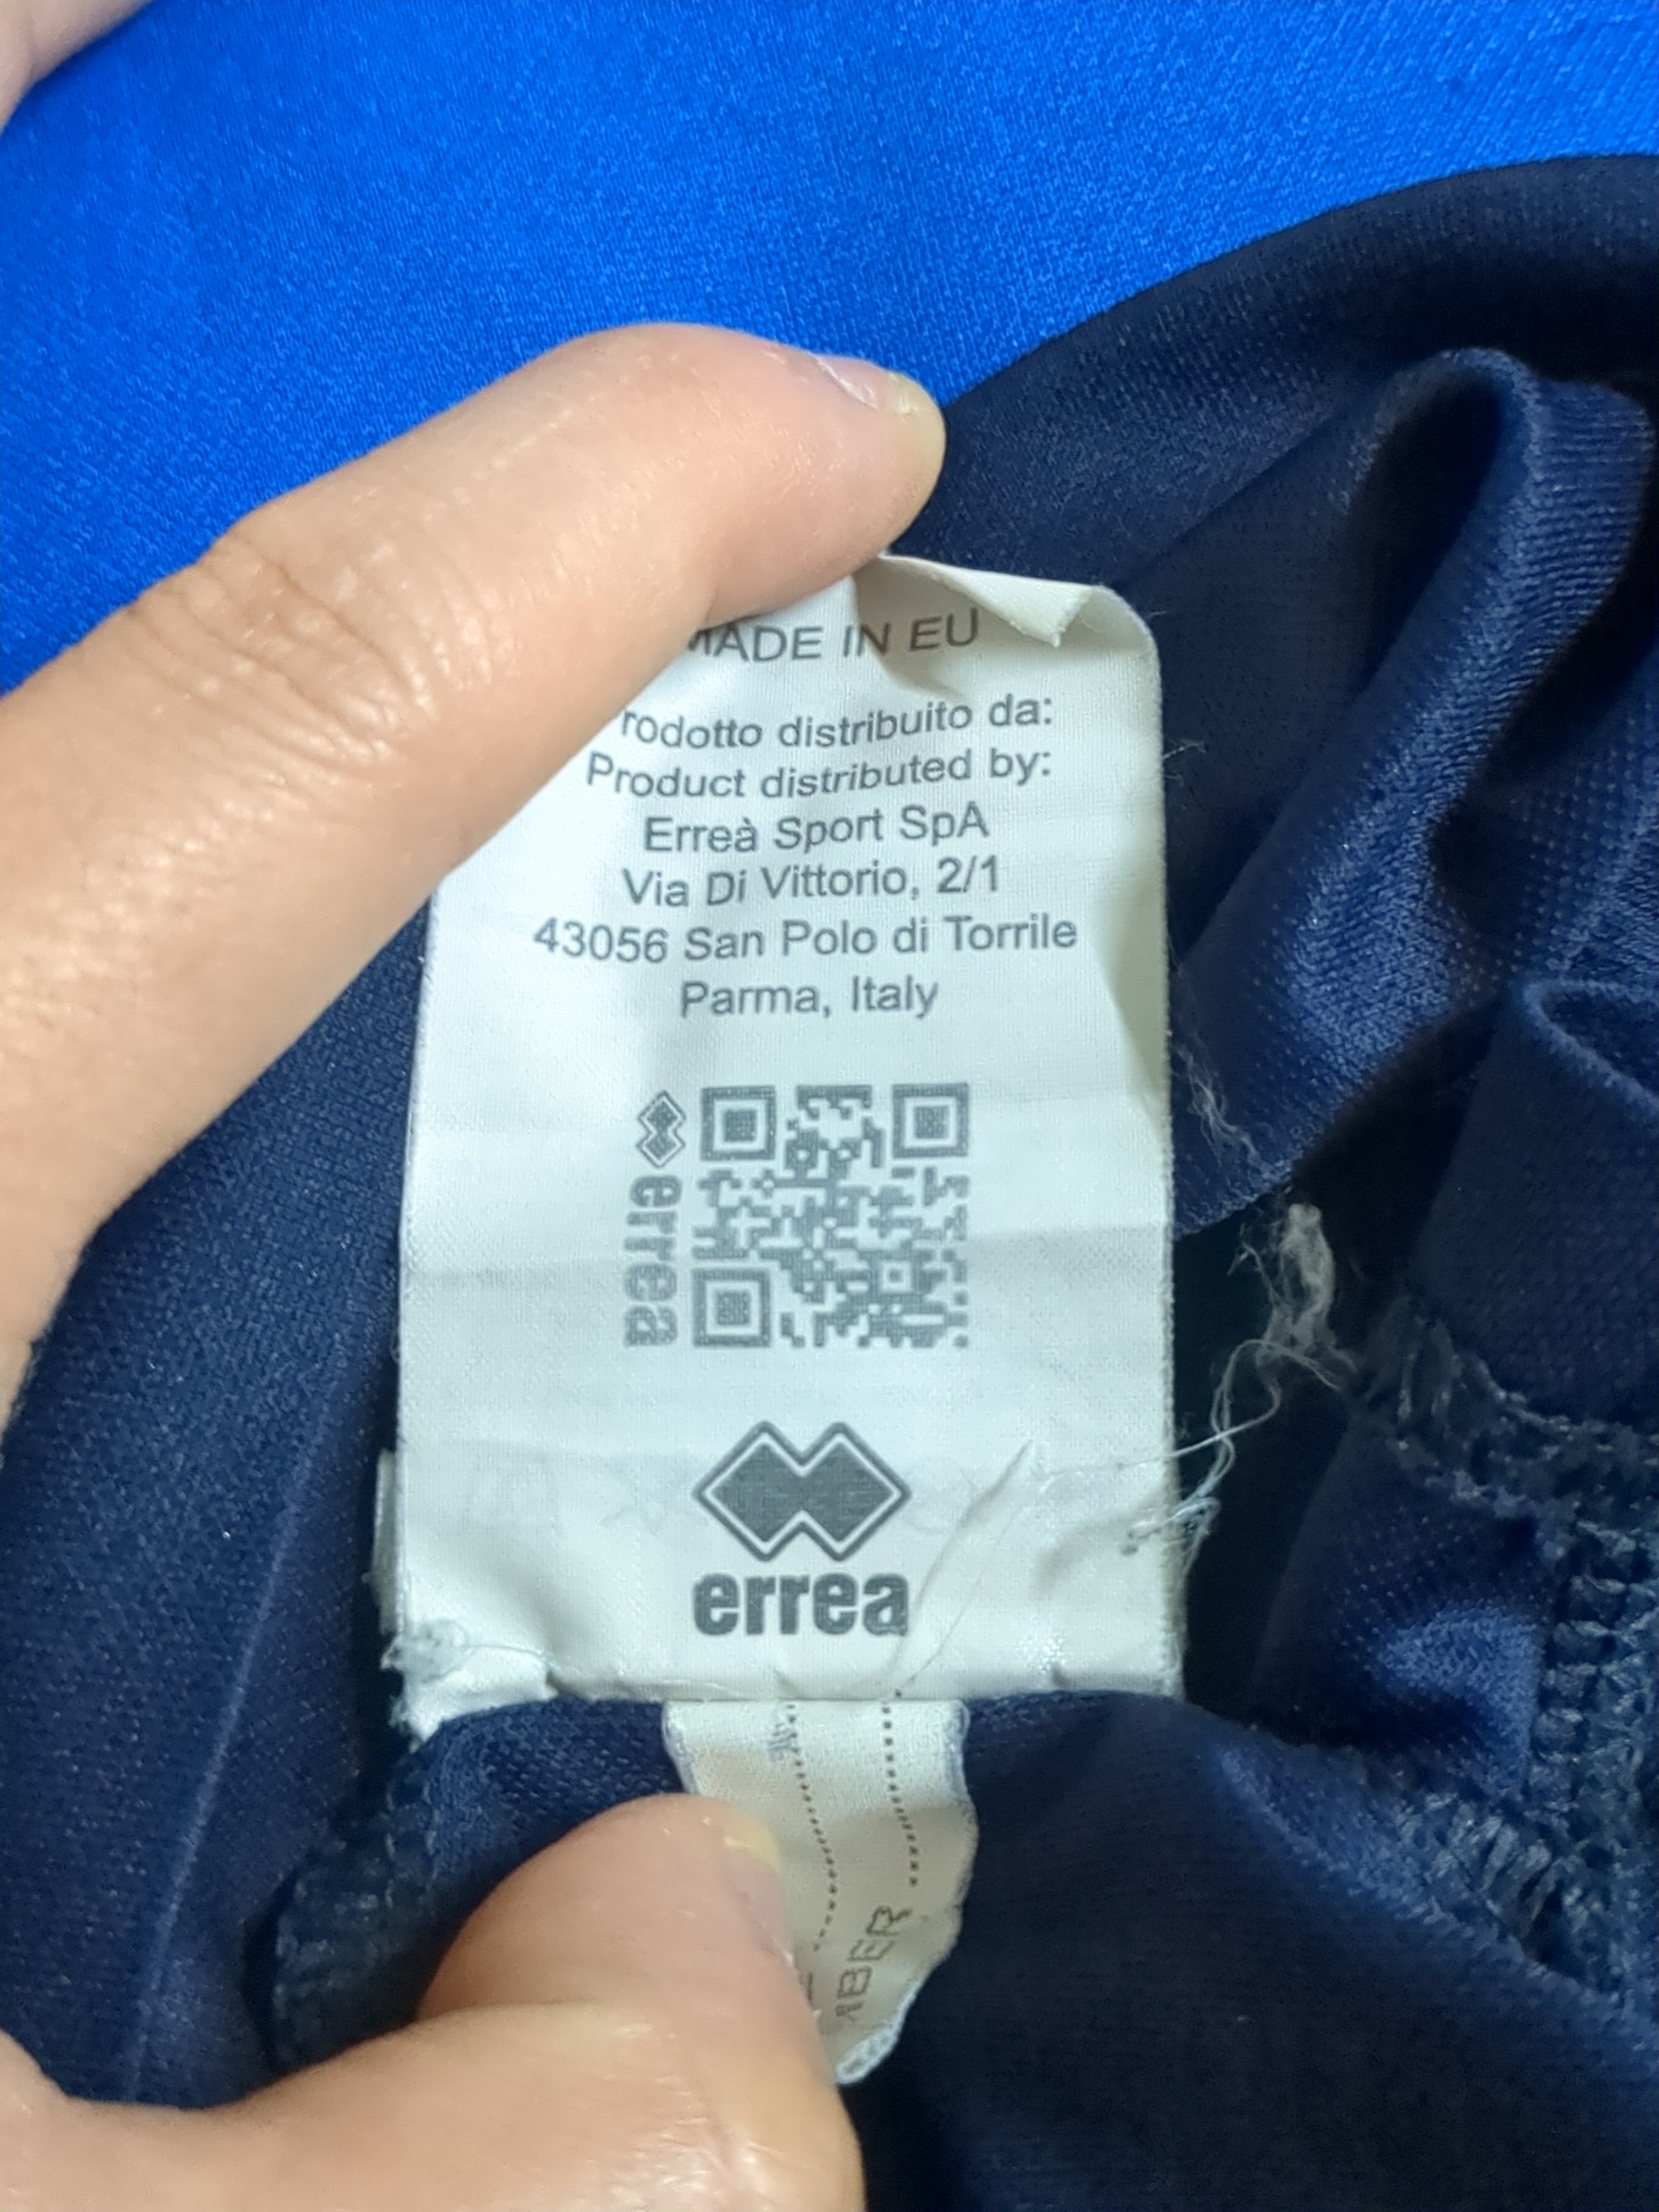 MADE IN EU
rodotto distribuito da:
Product distributed by:
Erreà Sport SpA
Via Di Vittorio, 2/1
43056 San Polo di Torrile
Parma, Italy
errea
errea